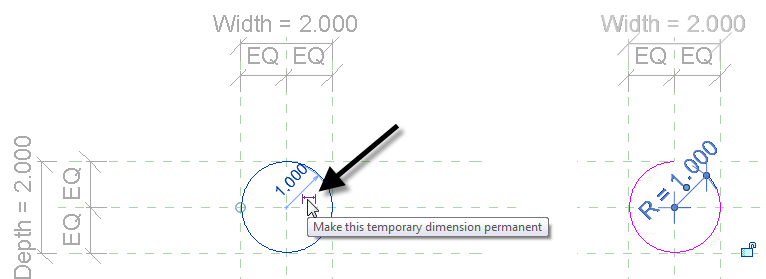 Width = 2.000
EQ EQ
Depth = 2.000
EQ
EQ
1.000
Make this temporary dimension permanent
Width = 2.000
EQ EQ
R = 1.000